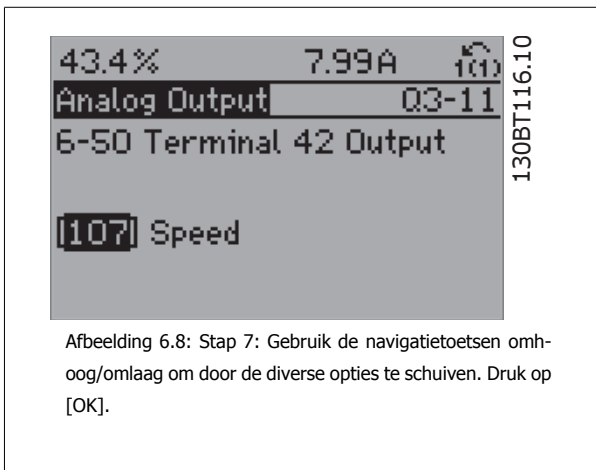 43.4% 7.99A 1(1)
Analog Output Q3-11
6-50 Terminal 42 Output
[107] Speed
130BT116.10
Afbeelding 6.8: Stap 7: Gebruik de navigatietoetsen omh-
oog/omlaag om door de diverse opties te schuiven. Druk op
[OK].